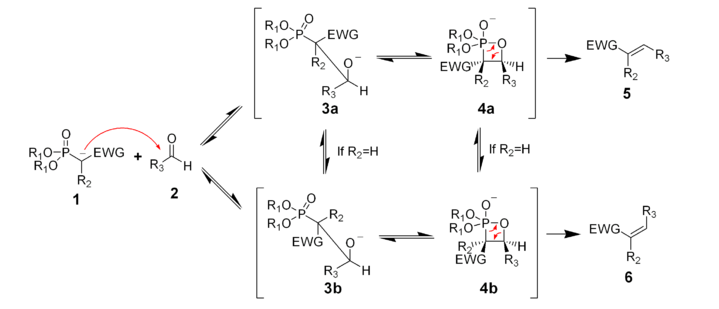 O
R₁O P EWG
R₁O R₂
O⁻
R₃ H
3a
O⁻
R₁O P O
R₁O
EWG H
R₂ R₃
4a
EWG R₃
R₂
5
If R₂=H
If R₂=H
O
R₁O P EWG
R₁O R₂
1
+
O
R₃ H
2
O
R₁O P R₂
R₁O
EWG O⁻
R₃ H
3b
O⁻
R₁O P O
R₁O
R₂ H
EWG R₃
4b
R₃
EWG
R₂
6